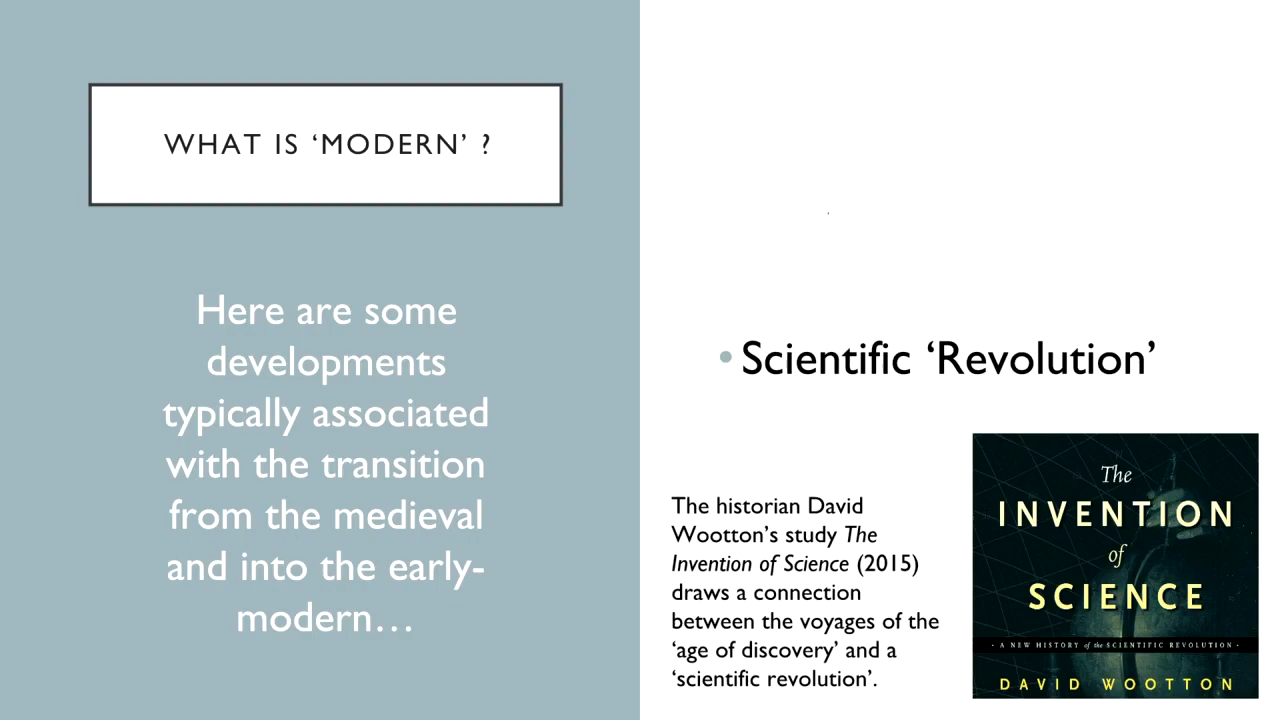 WHAT IS ‘MODERN’ ?
Here are some
developments
typically associated
with the transition
from the medieval
and into the early-
modern…
• Scientific ‘Revolution’
The historian David
Wootton’s study The
Invention of Science (2015)
draws a connection
between the voyages of the
‘age of discovery’ and a
‘scientific revolution’.
The
INVENTION
of
SCIENCE
· A NEW HISTORY of the SCIENTIFIC REVOLUTION ·
DAVID WOOTTON